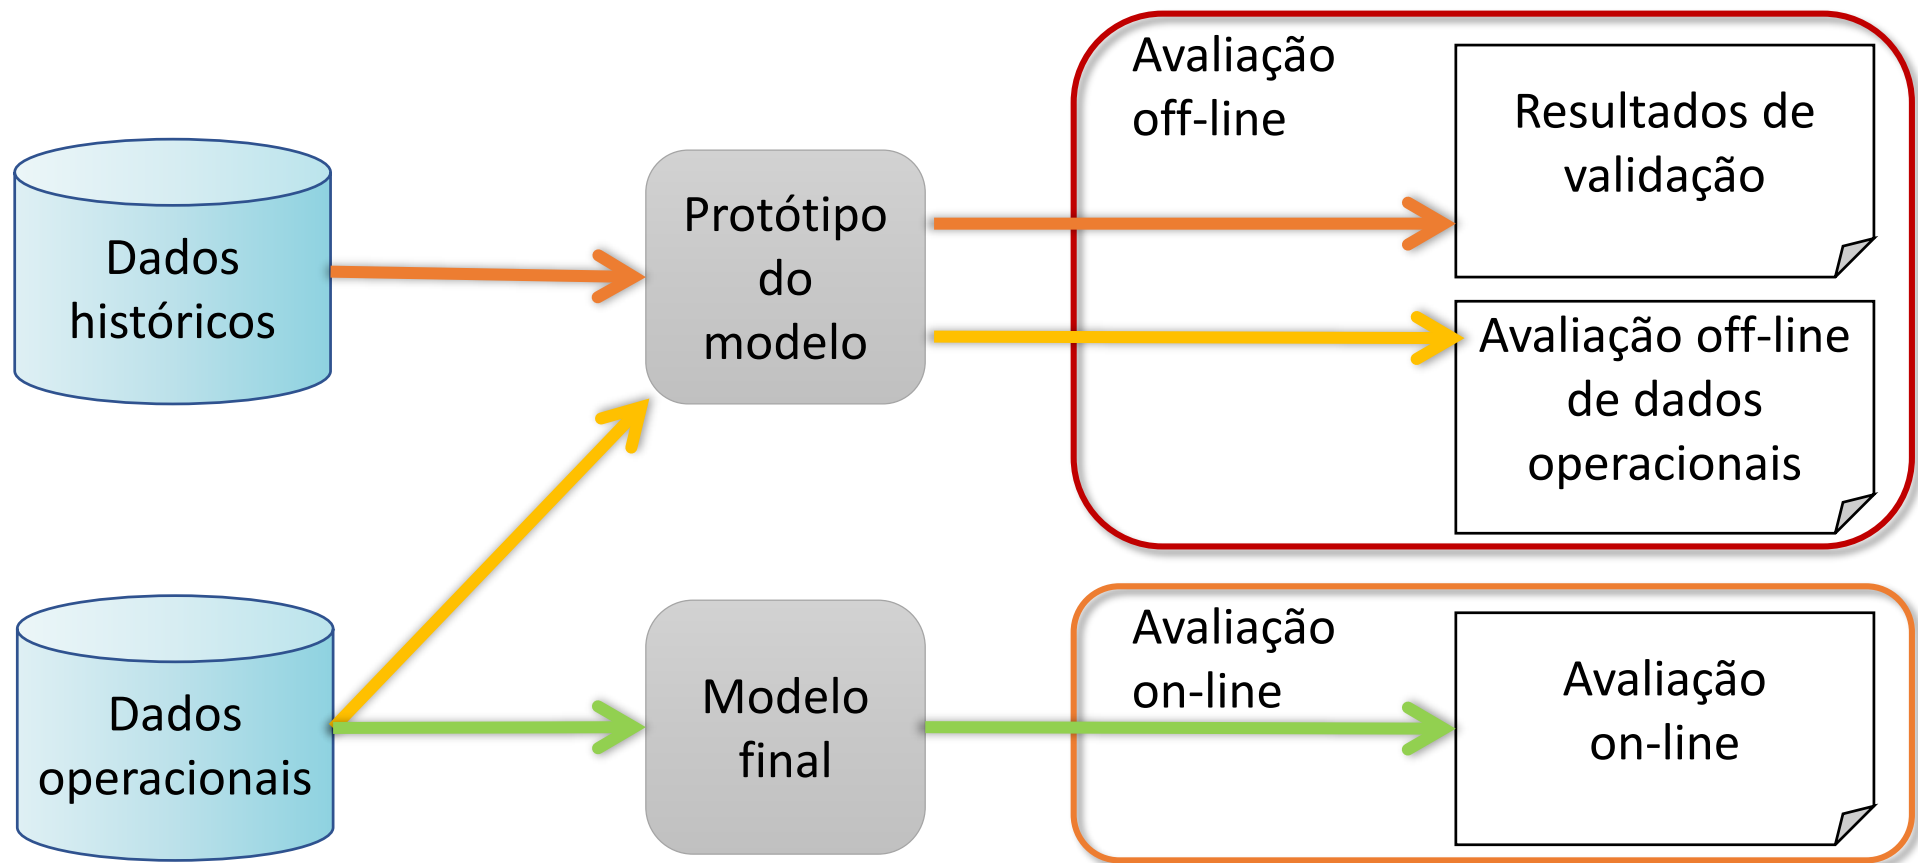 Avaliação
off-line
Resultados de
validação
Dados
históricos
Protótipo
do
modelo
Avaliação off-line
de dados
operacionais
Dados
operacionais
Modelo
final
Avaliação
on-line
Avaliação
on-line